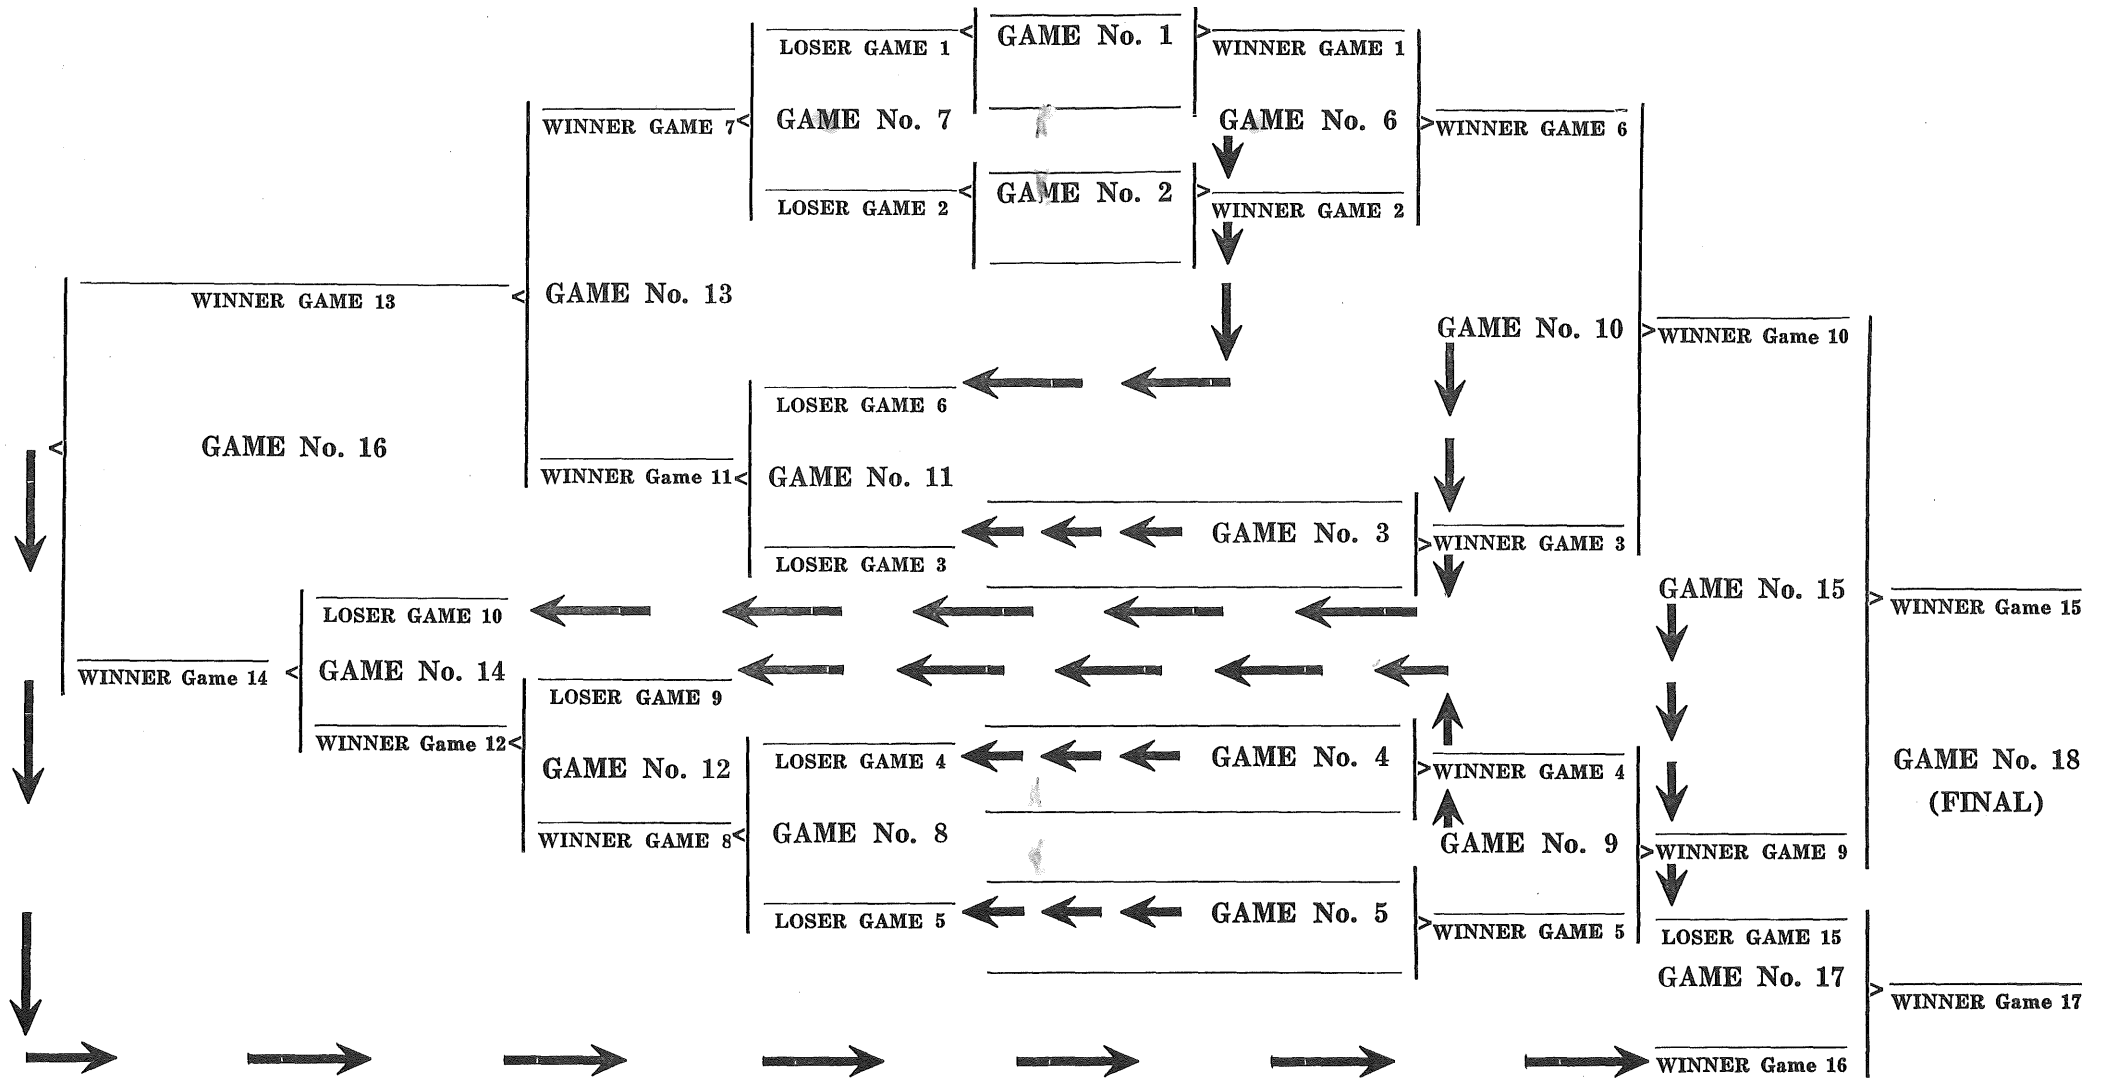 GAME No. 1
LOSER GAME 1
WINNER GAME 1
WINNER GAME 7
GAME No. 7
GAME No. 6
WINNER GAME 6
LOSER GAME 2
GAME No. 2
WINNER GAME 2
WINNER GAME 13
GAME No. 13
GAME No. 10
WINNER Game 10
LOSER GAME 6
GAME No. 16
WINNER Game 11
GAME No. 11
GAME No. 3
WINNER GAME 3
LOSER GAME 3
GAME No. 15
WINNER Game 15
LOSER GAME 10
WINNER Game 14
GAME No. 14
LOSER GAME 9
WINNER Game 12
GAME No. 12
LOSER GAME 4
GAME No. 4
WINNER GAME 4
GAME No. 18
(FINAL)
WINNER GAME 8
GAME No. 8
GAME No. 9
WINNER GAME 9
LOSER GAME 5
GAME No. 5
WINNER GAME 5
LOSER GAME 15
GAME No. 17
WINNER Game 17
WINNER Game 16